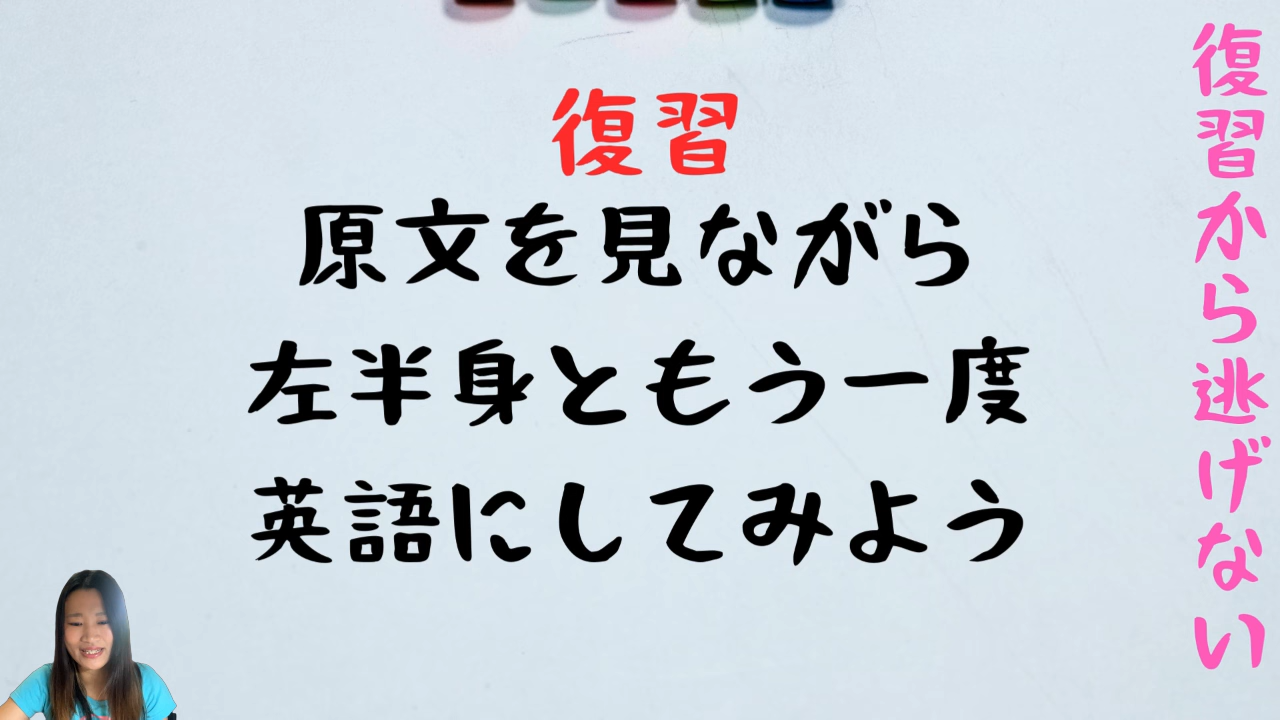 復習
原文を見ながら
左半身ともう一度
英語にしてみよう
復習から逃げない